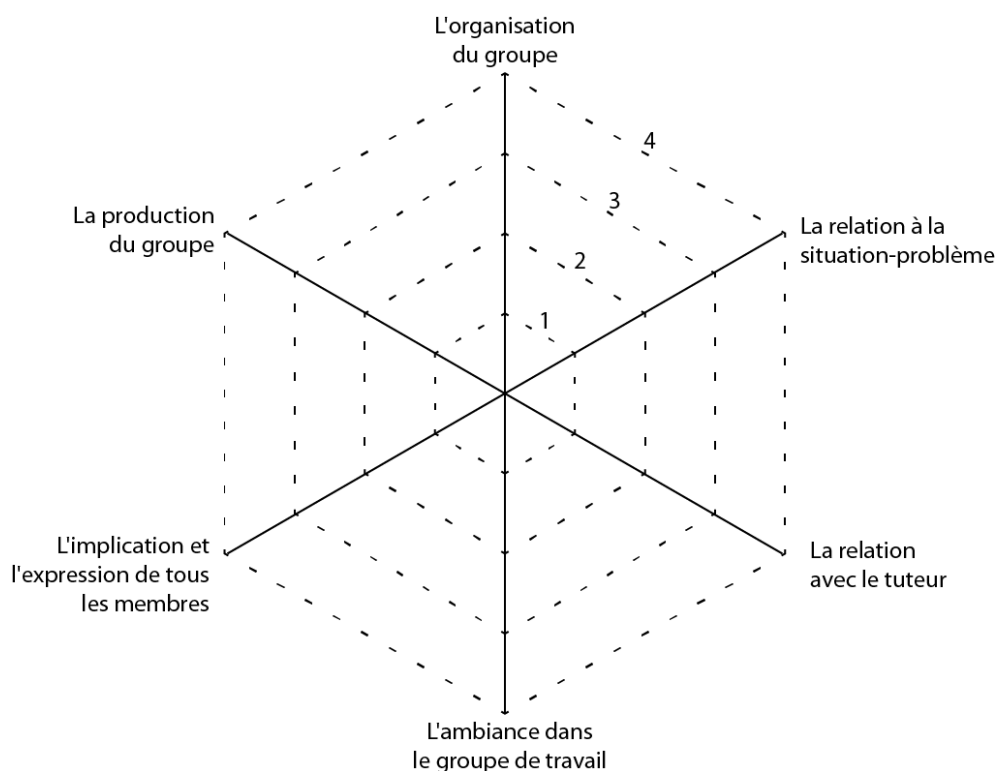 L'organisation
du groupe
4
La production
du groupe
3
La relation à la
situation-problème
2
1
L'implication et
l'expression de tous
les membres
La relation
avec le tuteur
L'ambiance dans
le groupe de travail